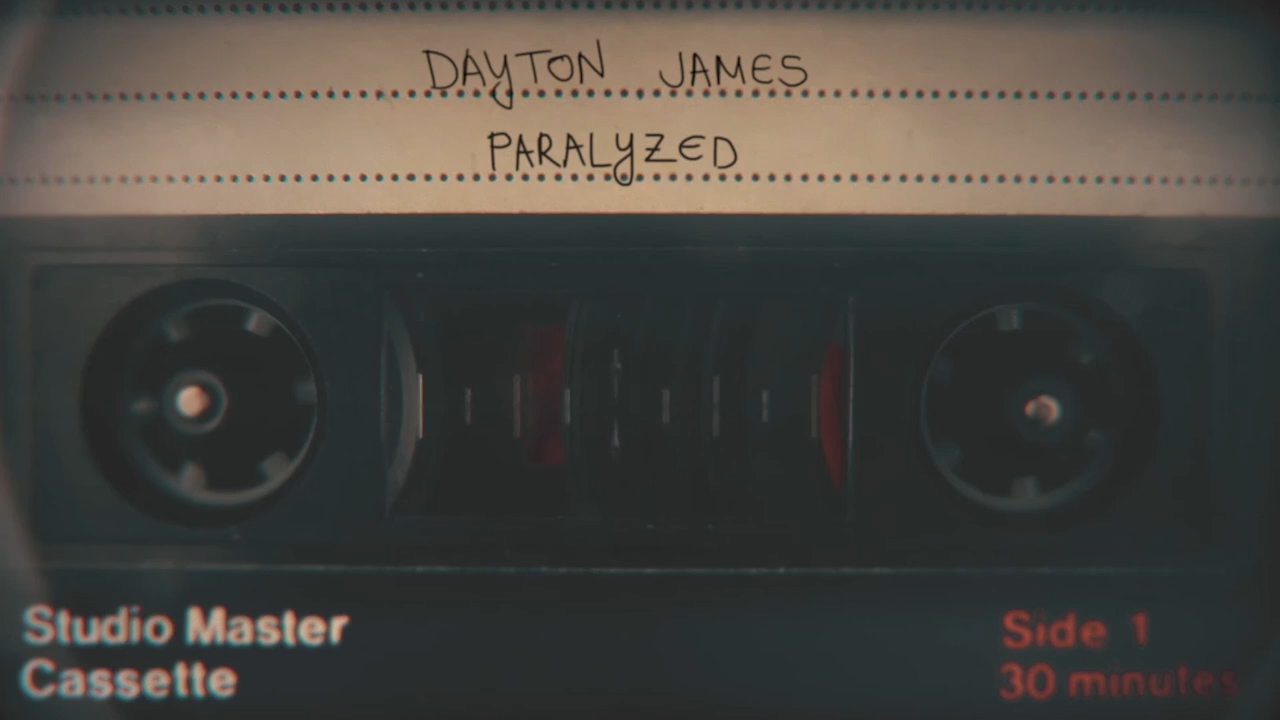 DAYTON JAMES
PARALYZED
Studio Master
Cassette
Side 1
30 minutes